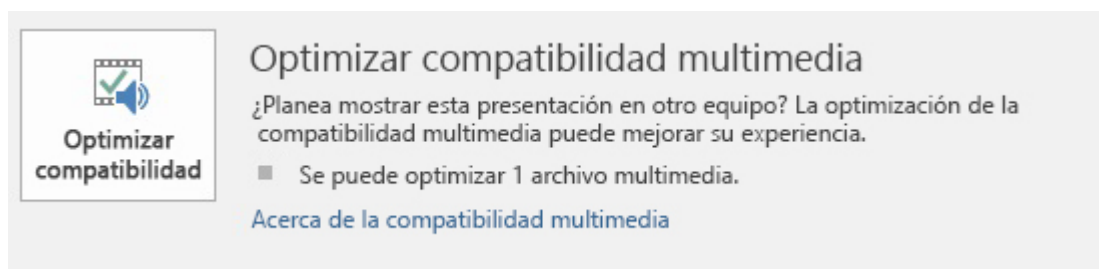 Optimizar compatibilidad multimedia
¿Planea mostrar esta presentación en otro equipo? La optimización de la
compatibilidad multimedia puede mejorar su experiencia.
Optimizar
compatibilidad
Se puede optimizar 1 archivo multimedia.
Acerca de la compatibilidad multimedia